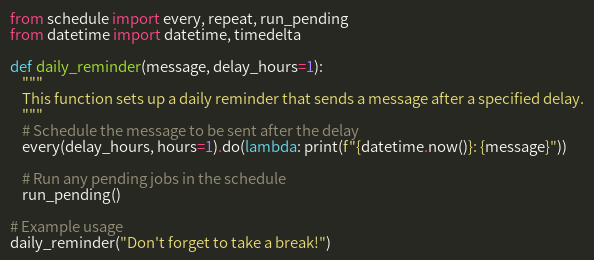 from schedule import every, repeat, run_pending
from datetime import datetime, timedelta
def daily_reminder(message, delay_hours=1):
"""
This function sets up a daily reminder that sends a message after a specified delay.
"""
# Schedule the message to be sent after the delay
every(delay_hours, hours=1).do(lambda: print(f"{datetime.now()}: {message}"))
# Run any pending jobs in the schedule
run_pending()
# Example usage
daily_reminder("Don't forget to take a break!")